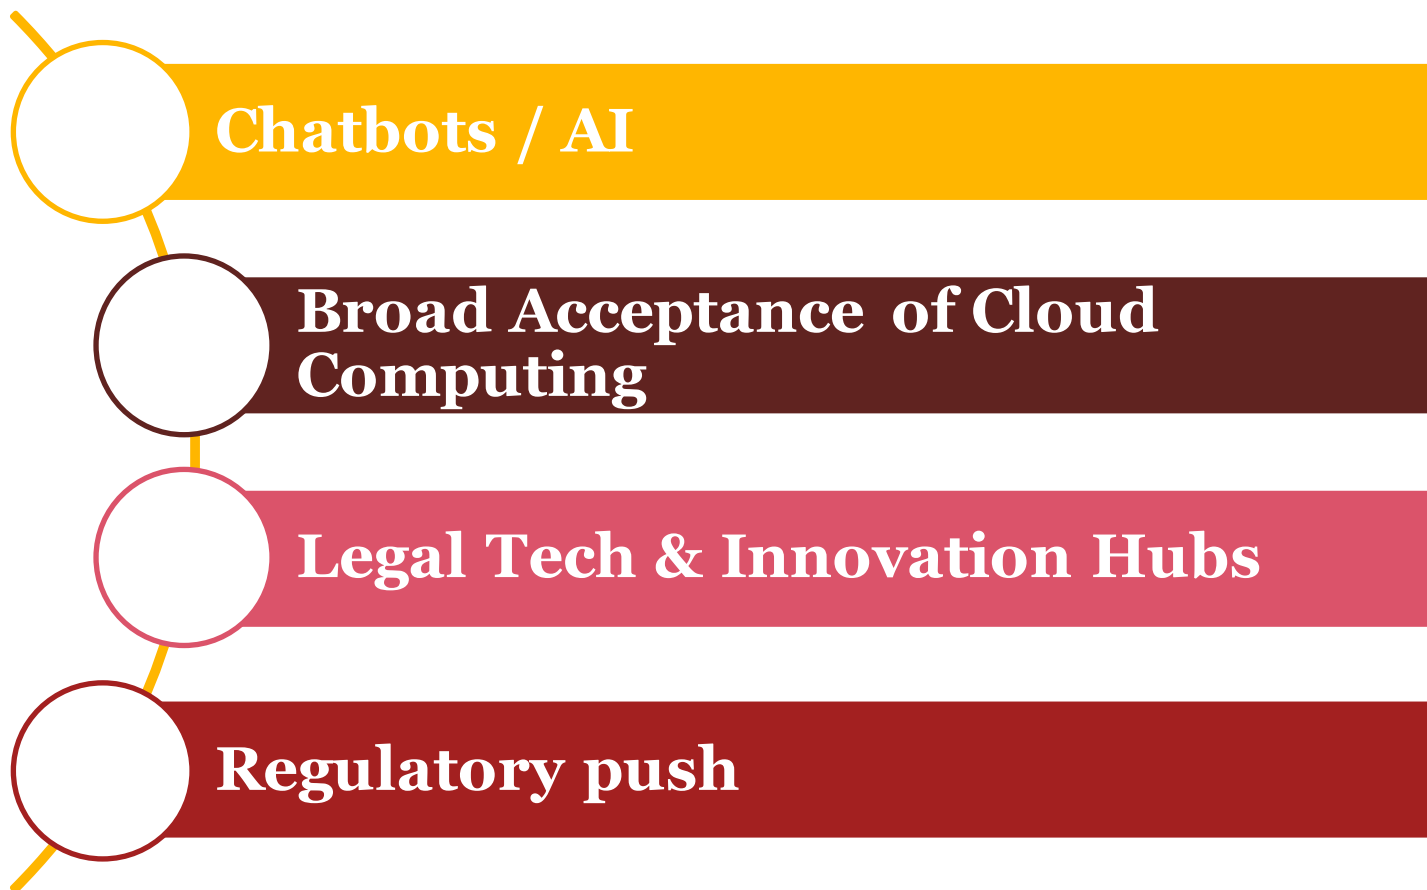 Chatbots / AI
Broad Acceptance of Cloud
Computing
Legal Tech & Innovation Hubs
Regulatory push